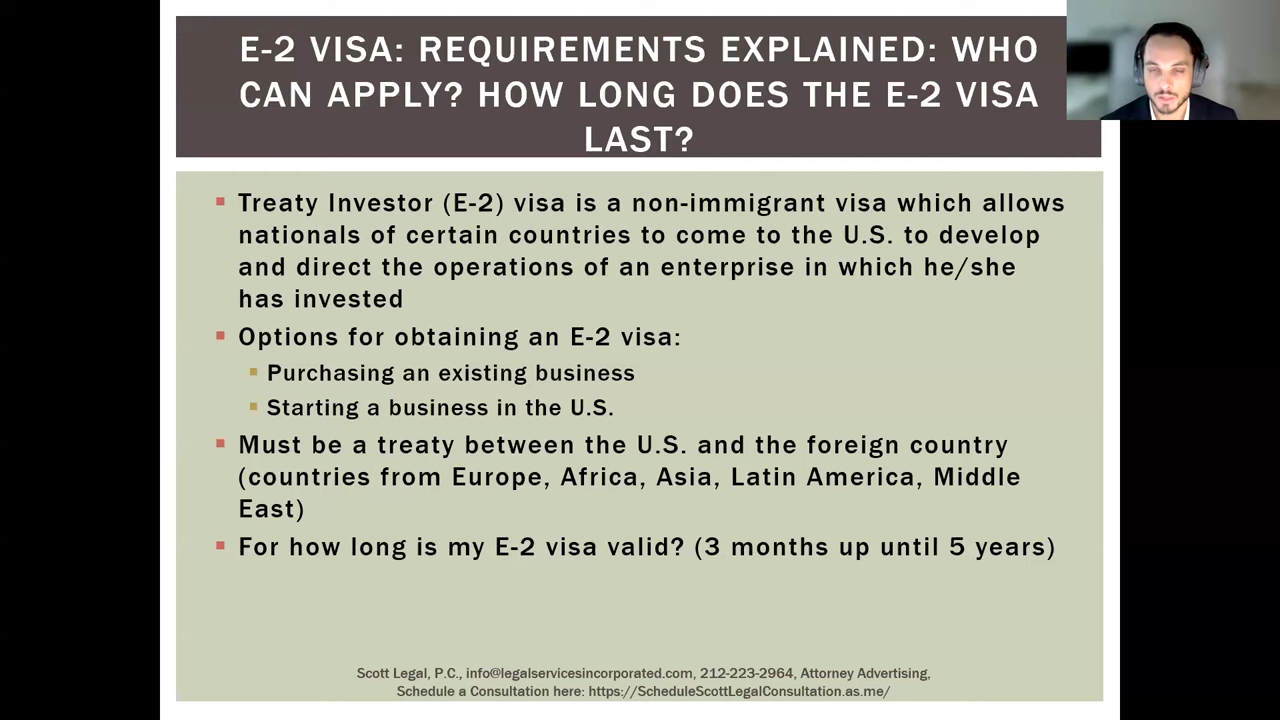 E-2 VISA: REQUIREMENTS EXPLAINED: WHO
CAN APPLY? HOW LONG DOES THE E-2 VISA
LAST?
Treaty Investor (E-2) visa is a non-immigrant visa which allows
nationals of certain countries to come to the U.S. to develop
and direct the operations of an enterprise in which he/she
has invested
Options for obtaining an E-2 visa:
Purchasing an existing business
Starting a business in the U.S.
Must be a treaty between the U.S. and the foreign country
(countries from Europe, Africa, Asia, Latin America, Middle
East)
For how long is my E-2 visa valid? (3 months up until 5 years)
Scott Legal, P.C., info@legalservicesincorporated.com, 212-223-2964, Attorney Advertising,
Schedule a Consultation here: https://ScheduleScottLegalConsultation.as.me/